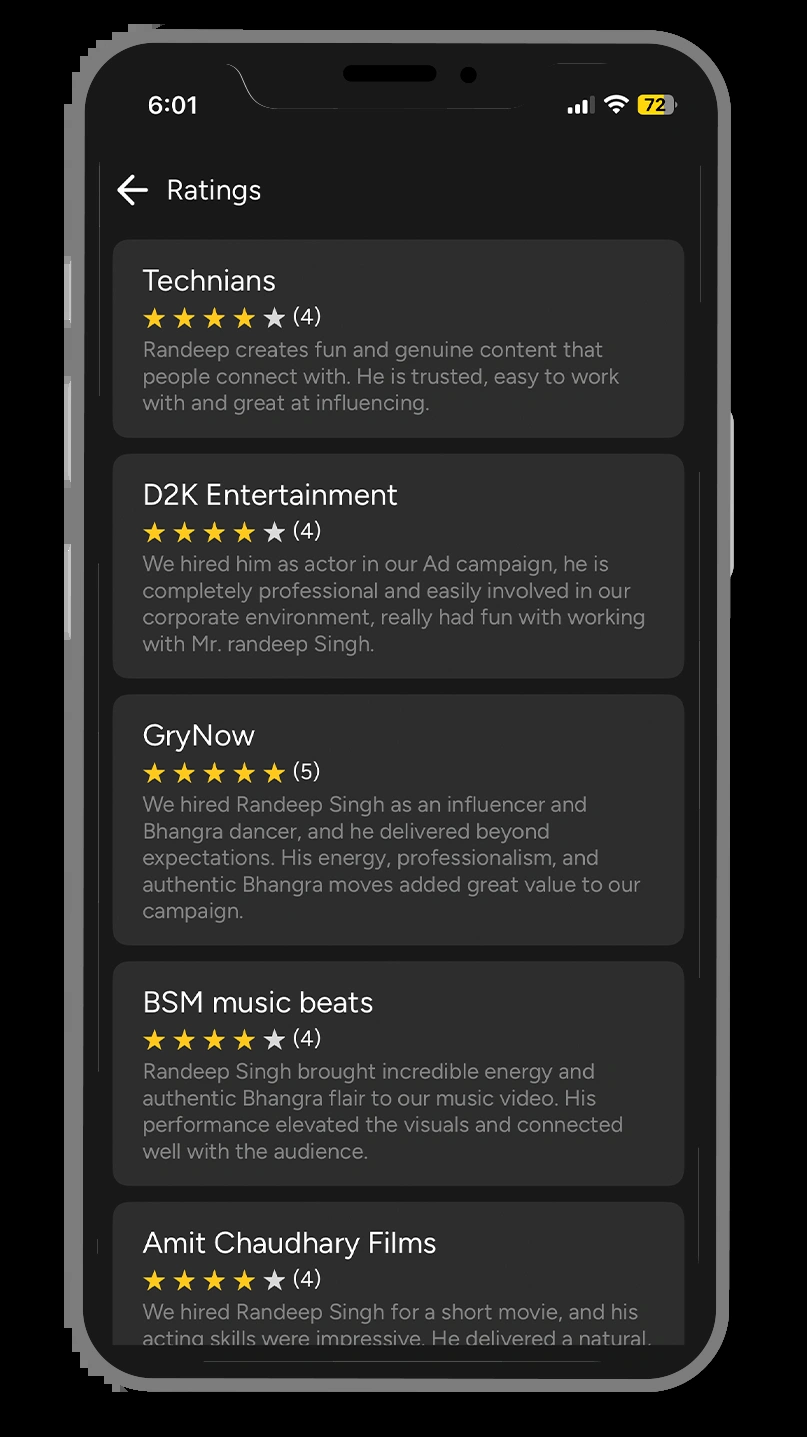 6:01
72
Ratings
Technians
(4)
Randeep creates fun and genuine content that
people connect with. He is trusted, easy to work
with and great at influencing.
D2K Entertainment
(4)
We hired him as actor in our Ad campaign, he is
completely professional and easily involved in our
corporate environment, really had fun with working
with Mr. randeep Singh.
GryNow
(5)
We hired Randeep Singh as an influencer and
Bhangra dancer, and he delivered beyond
expectations. His energy, professionalism, and
authentic Bhangra moves added great value to our
campaign.
BSM music beats
(4)
Randeep Singh brought incredible energy and
authentic Bhangra flair to our music video. His
performance elevated the visuals and connected
well with the audience.
Amit Chaudhary Films
(4)
We hired Randeep Singh for a short movie, and his
acting skills were impressive. He delivered a natural,